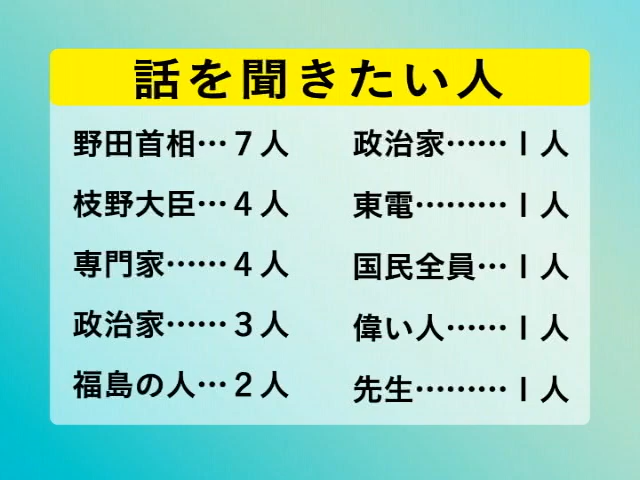 話を聞きたい人
野田首相…７人
枝野大臣…４人
専門家……４人
政治家……３人
福島の人…２人
政治家……１人
東電………１人
国民全員…１人
偉い人……１人
先生………１人